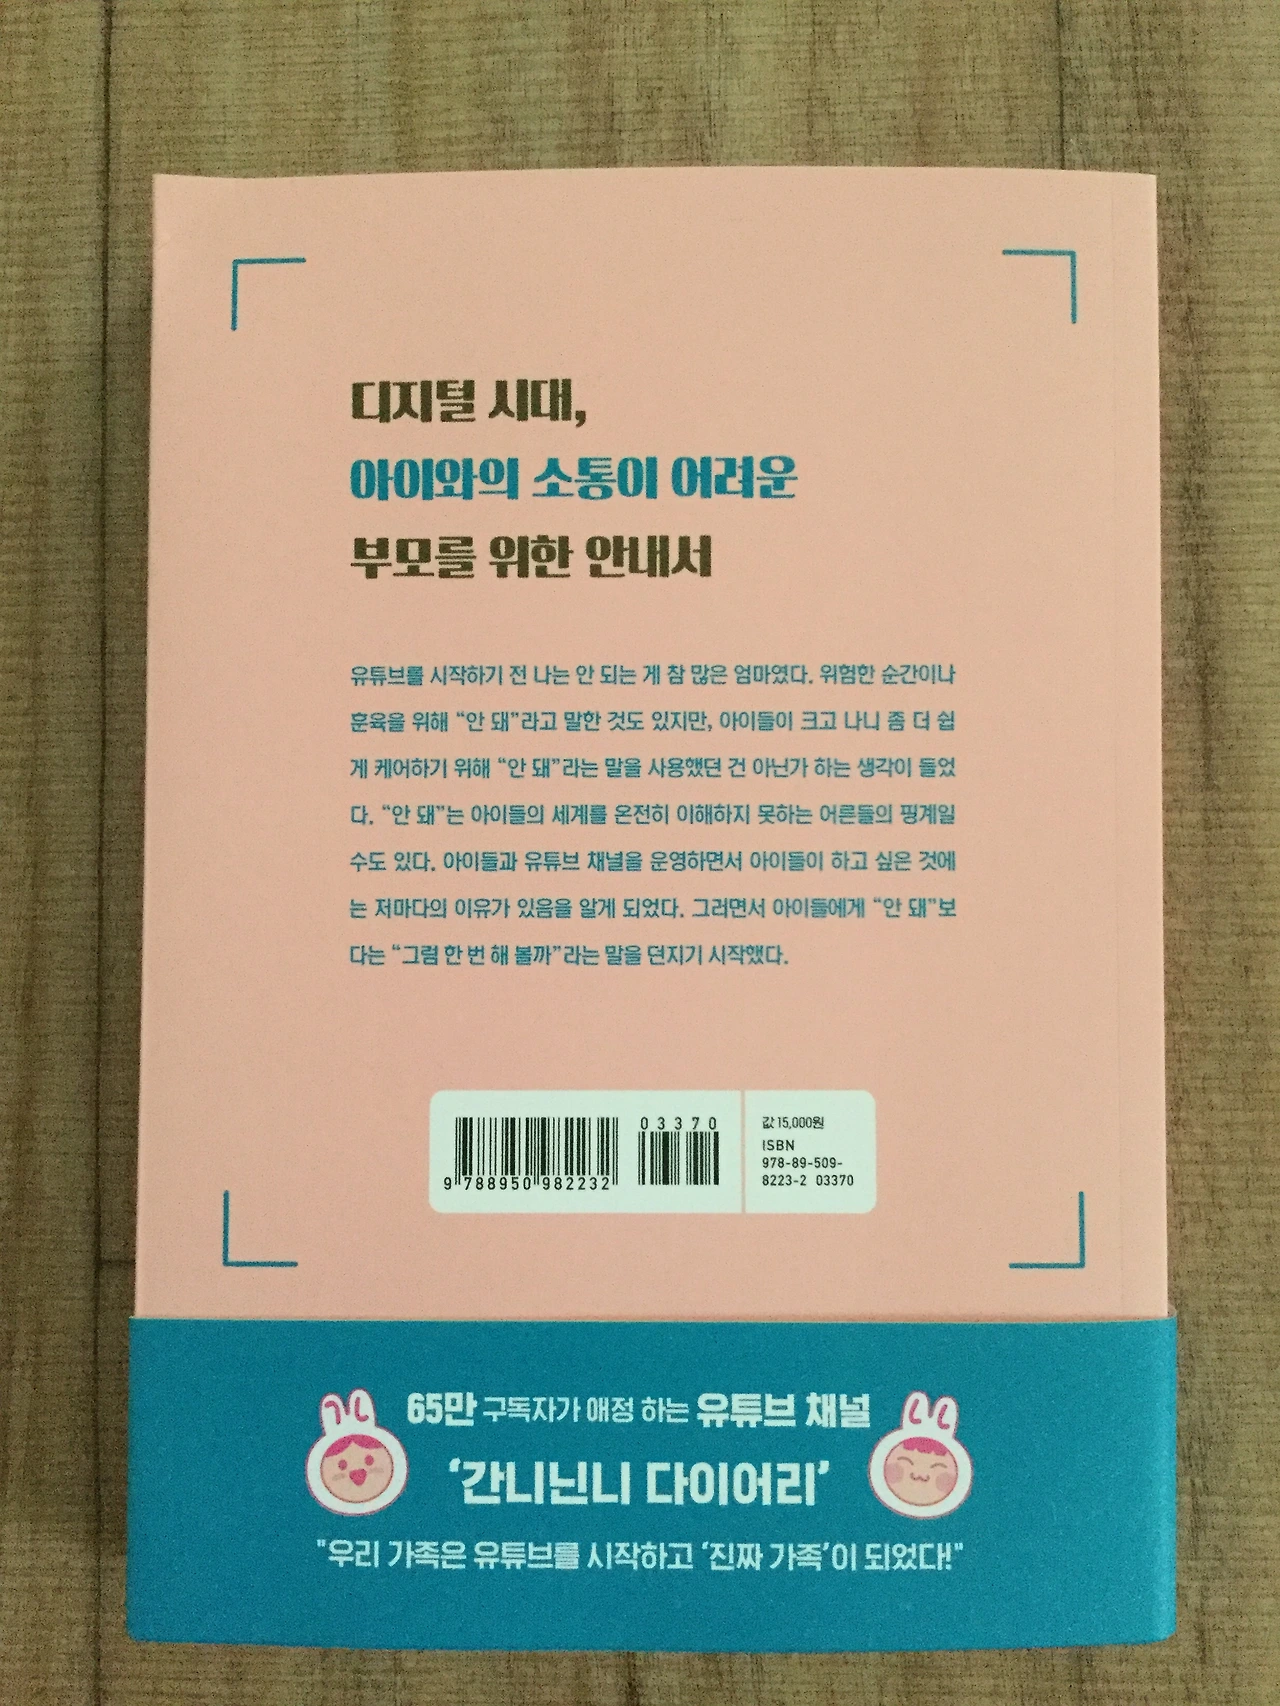 디지털 시대,
아이와의 소통이 어려운
부모를 위한 안내서
유튜브를 시작하기 전 나는 안 되는 게 참 많은 엄마였다. 위험한 순간이나
훈육을 위해 “안 돼”라고 말한 것도 있지만, 아이들이 크고 나니 좀 더 쉽
게 케어하기 위해 “안 돼”라는 말을 사용했던 건 아닌가 하는 생각이 들었
다. “안 돼”는 아이들의 세계를 온전히 이해하지 못하는 어른들의 핑계일
수도 있다. 아이들과 유튜브 채널을 운영하면서 아이들이 하고 싶은 것에
는 저마다의 이유가 있음을 알게 되었다. 그러면서 아이들에게 “안 돼”보
다는 “그럼 한 번 해 볼까”라는 말을 던지기 시작했다.
03370
9 788950 982232
값 15,000원
ISBN
978-89-509-
8223-2 03370
65만 구독자가 애정 하는 유튜브 채널
‘간니닌니 다이어리’
"우리 가족은 유튜브를 시작하고 ‘진짜 가족’이 되었다!"